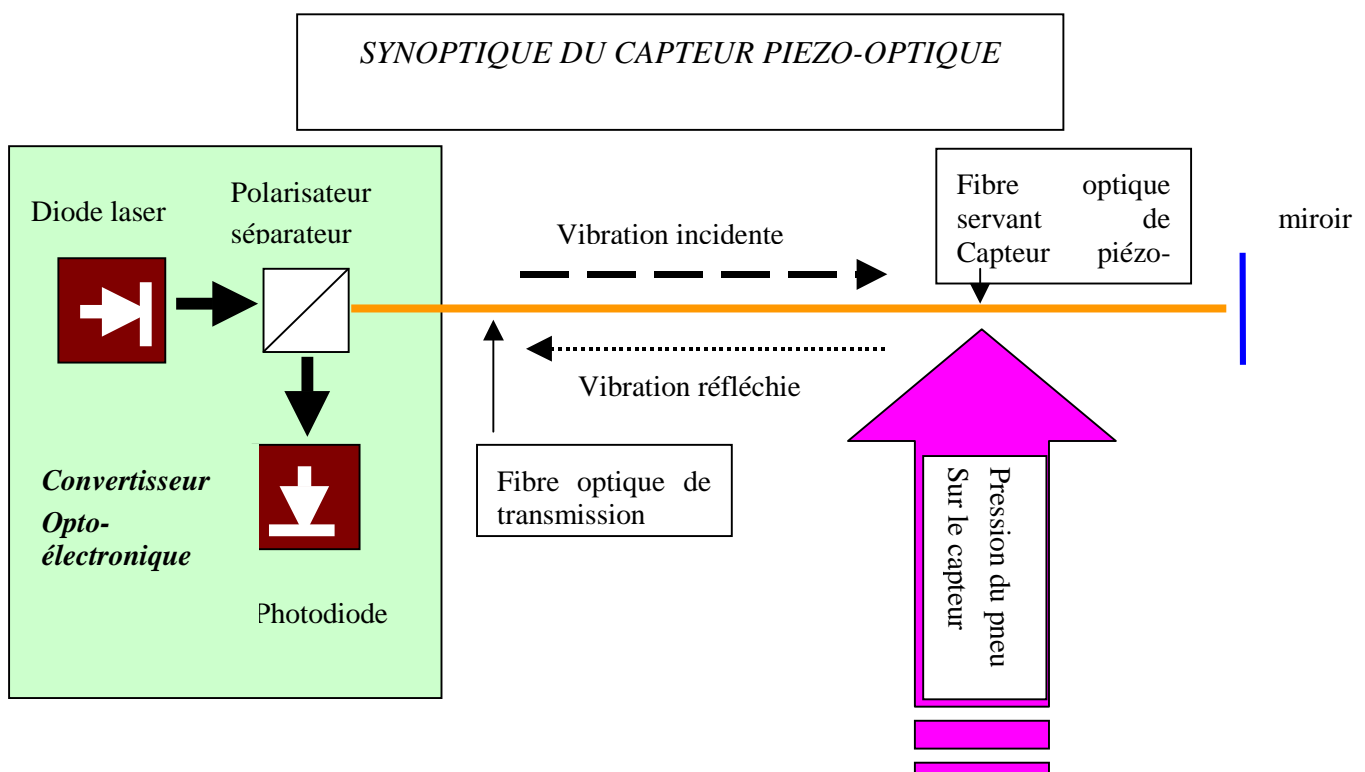 SYNOPTIQUE DU CAPTEUR PIEZO-OPTIQUE
Diode laser
Polarisateur
séparateur
Vibration incidente
Fibre optique
servant de
Capteur piézo-
miroir
Vibration réfléchie
Fibre optique de
transmission
Convertisseur
Opto-
électronique
Photodiode
Pression du pneu
Sur le capteur